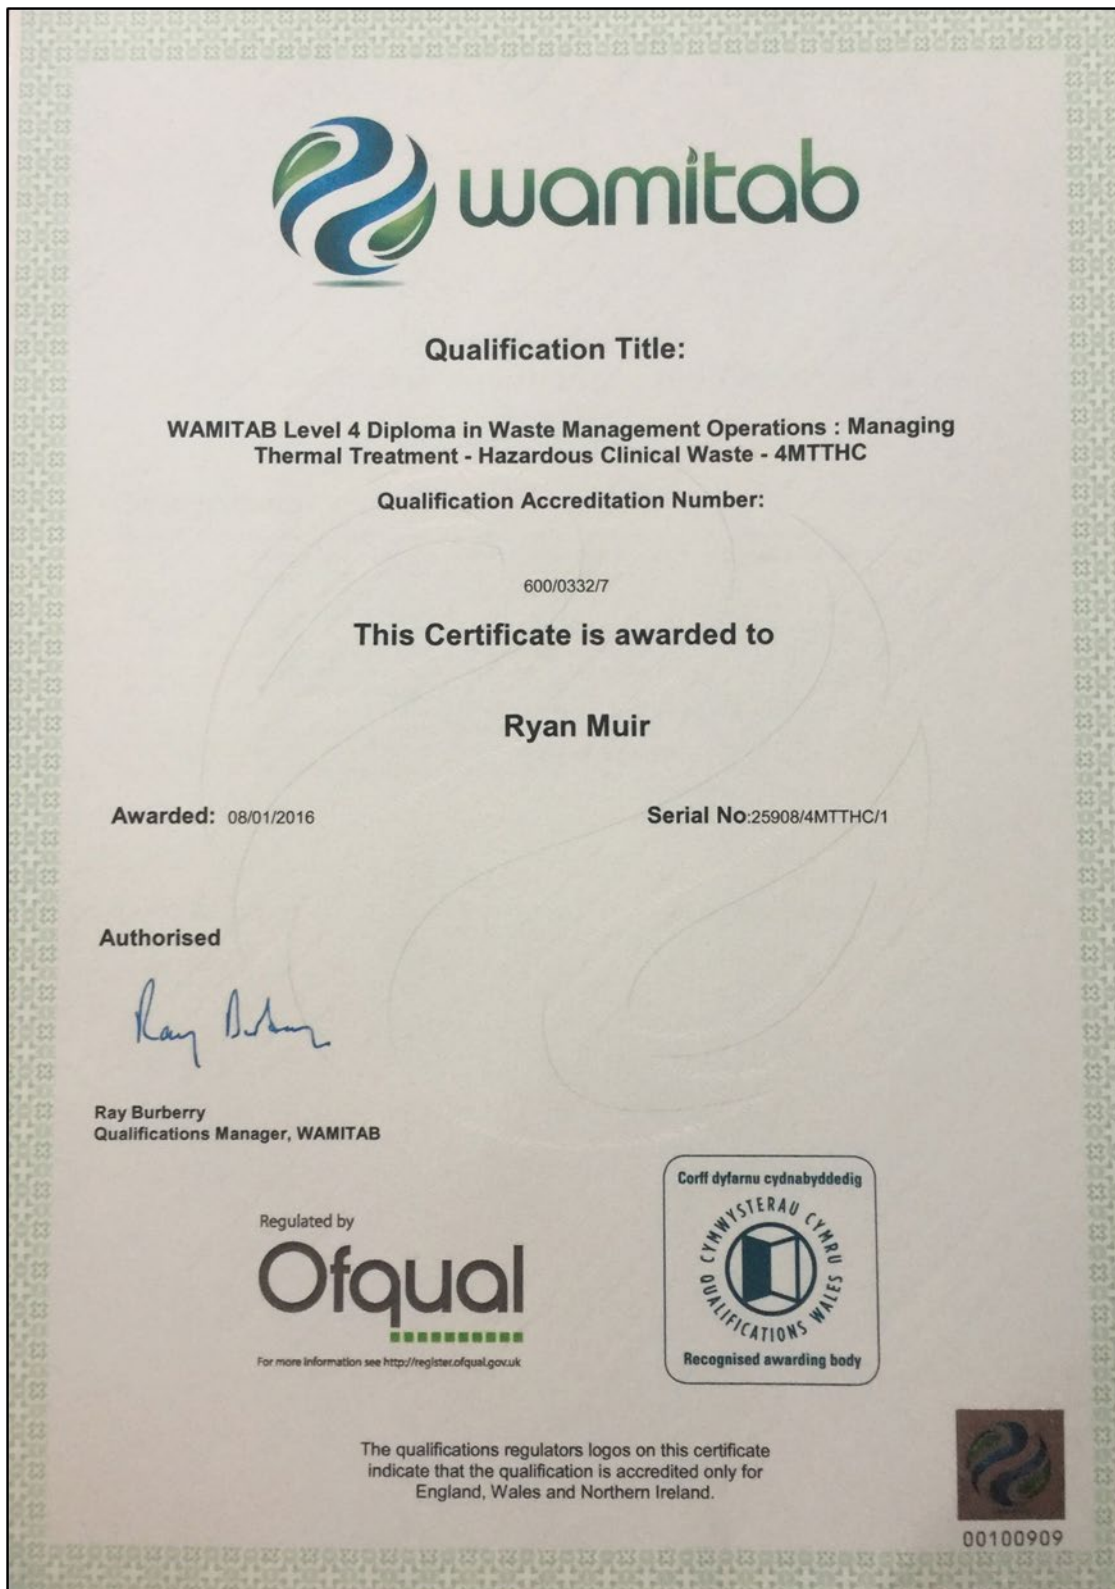 wamitab
Qualification Title:
WAMITAB Level 4 Diploma in Waste Management Operations : Managing
Thermal Treatment - Hazardous Clinical Waste - 4MTTHC
Qualification Accreditation Number:
600/0332/7
This Certificate is awarded to
Ryan Muir
Awarded: 08/01/2016
Serial No:25908/4MTTHC/1
Authorised
Ray Burberry
Ray Burberry
Qualifications Manager, WAMITAB
Regulated by
Ofqual
For more information see http://register.ofqual.gov.uk
Corff dyfarnu cydnabyddedig
CYMWYSTERAU CYMRU
QUALIFICATIONS WALES
Recognised awarding body
The qualifications regulators logos on this certificate
indicate that the qualification is accredited only for
England, Wales and Northern Ireland.
00100909